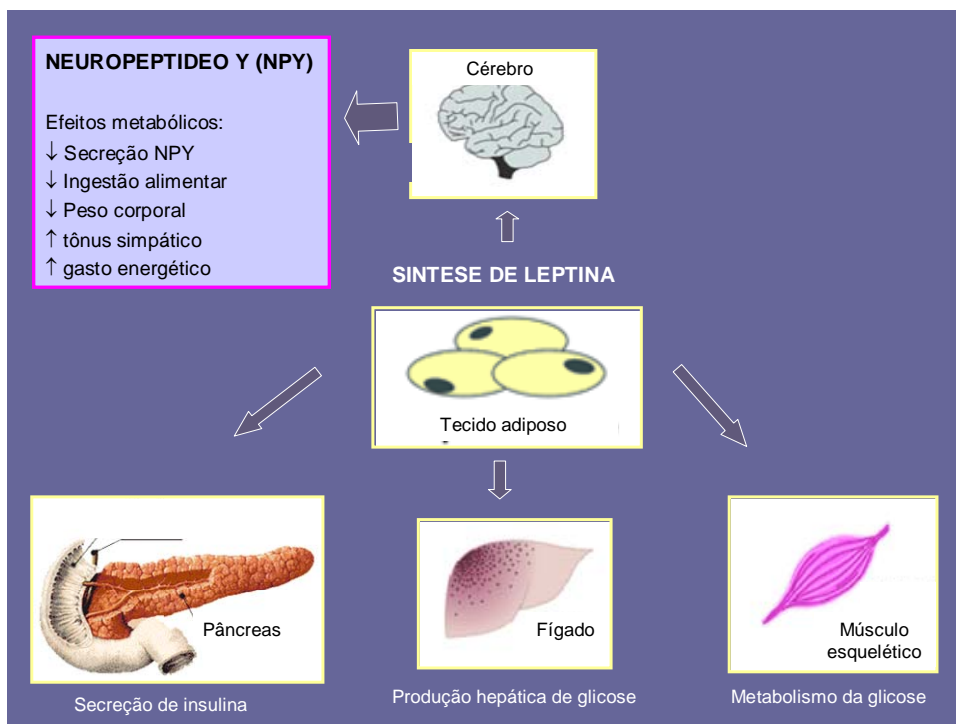 NEUROPEPTIDEO Y (NPY)
Efeitos metabólicos:
↓ Secreção NPY
↓ Ingestão alimentar
↓ Peso corporal
↑ tônus simpático
↑ gasto energético
Cérebro
SINTESE DE LEPTINA
Tecido adiposo
Pâncreas
Secreção de insulina
Fígado
Produção hepática de glicose
Músculo
esquelético
Metabolismo da glicose